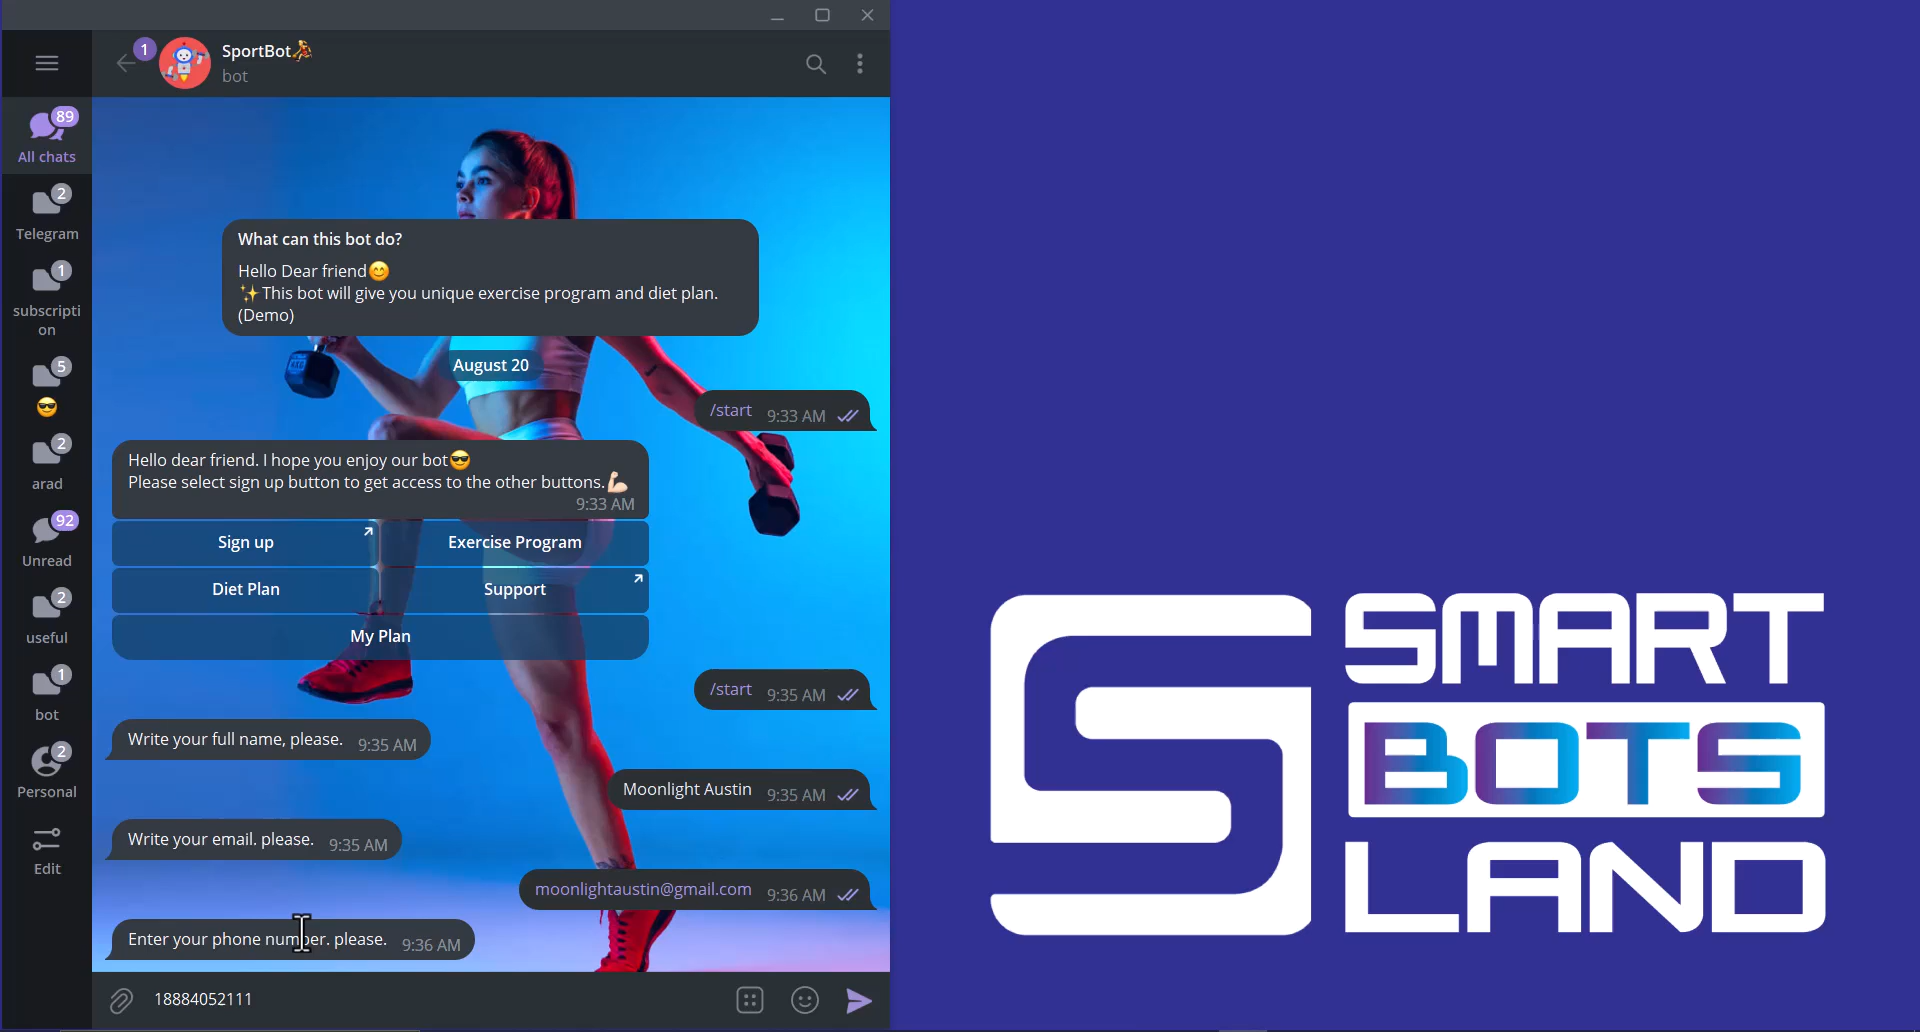 1
SportBot
bot
89
All chats
2
Telegram
1
subscripti
on
5
2
arad
92
Unread
2
useful
1
bot
2
Personal
Edit
What can this bot do?
Hello Dear friend😊
✨This bot will give you unique exercise program and diet plan.
(Demo)
August 20
/start 9:33 AM
Hello dear friend. I hope you enjoy our bot😎
Please select sign up button to get access to the other buttons.💪🏻
9:33 AM
Sign up
Exercise Program
Diet Plan
Support
My Plan
/start 9:35 AM
Write your full name, please. 9:35 AM
Moonlight Austin 9:35 AM
Write your email. please. 9:35 AM
moonlightaustin@gmail.com 9:36 AM
Enter your phone number. please. 9:36 AM
18884052111
SMART
BOTS
LAND